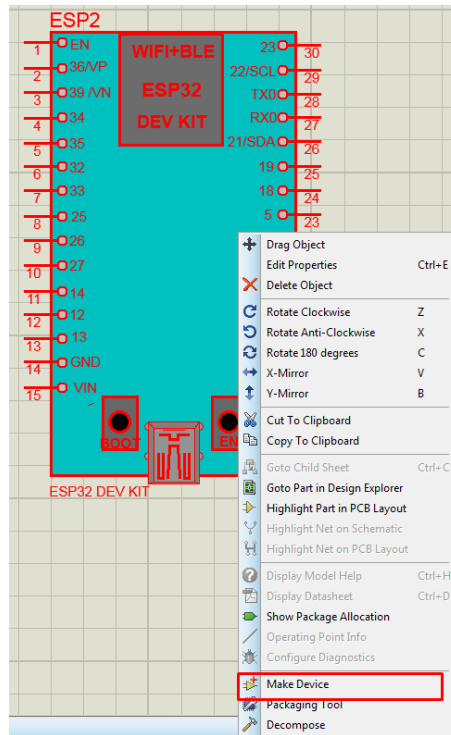 ESP2
1 EN
2 36/VP
3 39 /VN
4 34
5 35
6 32
7 33
8 25
9 26
10 27
11 14
12 12
13 13
14 GND
15 VIN
WIFI+BLE
ESP32
DEV KIT
23 30
22/SCL 29
TX0 28
RX0 27
21/SDA 26
19 25
18 24
5 23
BOOT
EN
ESP32 DEV KIT
Drag Object
Edit Properties Ctrl+E
Delete Object
Rotate Clockwise Z
Rotate Anti-Clockwise X
Rotate 180 degrees C
X-Mirror V
Y-Mirror B
Cut To Clipboard
Copy To Clipboard
Goto Child Sheet Ctrl+C
Goto Part in Design Explorer
Highlight Part in PCB Layout
Highlight Net on Schematic
Highlight Net on PCB Layout
Display Model Help Ctrl+H
Display Datasheet Ctrl+D
Show Package Allocation
Operating Point Info
Configure Diagnostics
Make Device
Packaging Tool
Decompose